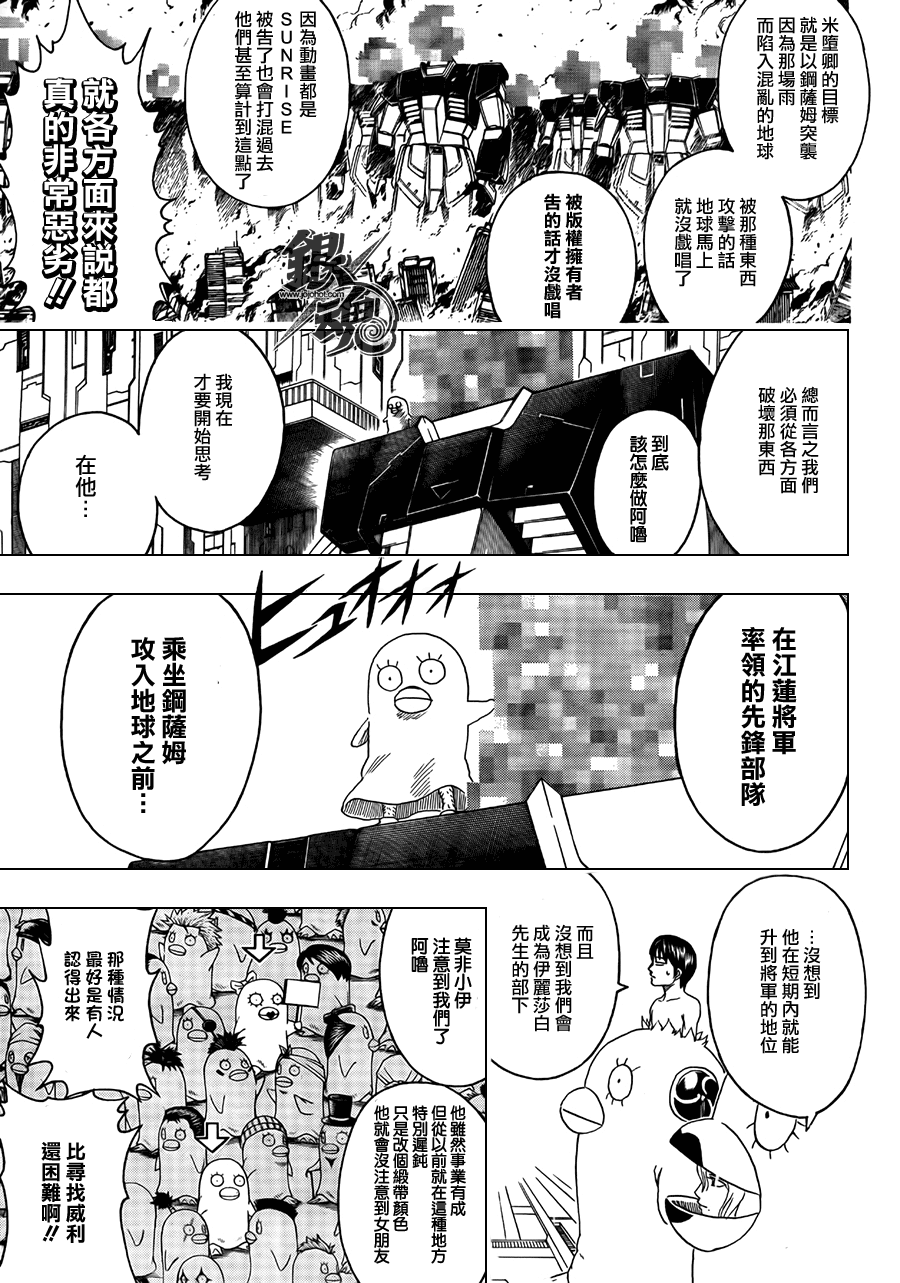 米墮卿的目標
就是以鋼薩姆突襲
因為那場雨
而陷入混亂的地球
被那種東西
攻擊的話
地球馬上
就沒戲唱了
被版權擁有者
告的話才沒戲唱
因為動畫都是
SUNRISE
被告了也會打混過去
他們甚至算計到這點了
就各方面來說都
真的非常惡劣!!
銀魂
www.jojohot.com
總而言之我們
必須從各方面
破壞那東西
到底
該怎麼做阿嚕
我現在
才要開始思考
在他…
在江蓮將軍
率領的先鋒部隊
ヒュオオオオ
乘坐鋼薩姆
攻入地球之前…
…沒想到
他在短期內就能
升到將軍的地位
而且
沒想到我們會
成為伊麗莎白
先生的部下
莫非小伊
注意到我們了
阿嚕
那種情況
最好是有人
認得出來
他雖然事業有成
但從以前就在這種地方
特別遲鈍
只是改個緞帶顏色
他就會沒注意到女朋友
比尋找威利
還困難啊!!